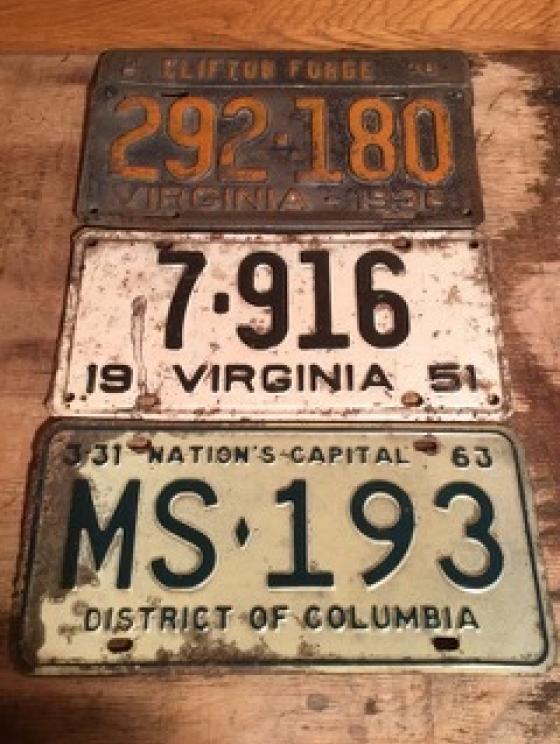 CLIFTON FORGE
292·180
VIRGINIA - 1936
7·916
19 VIRGINIA 51
3·31 NATION'S·CAPITAL 63
MS·193
DISTRICT OF COLUMBIA